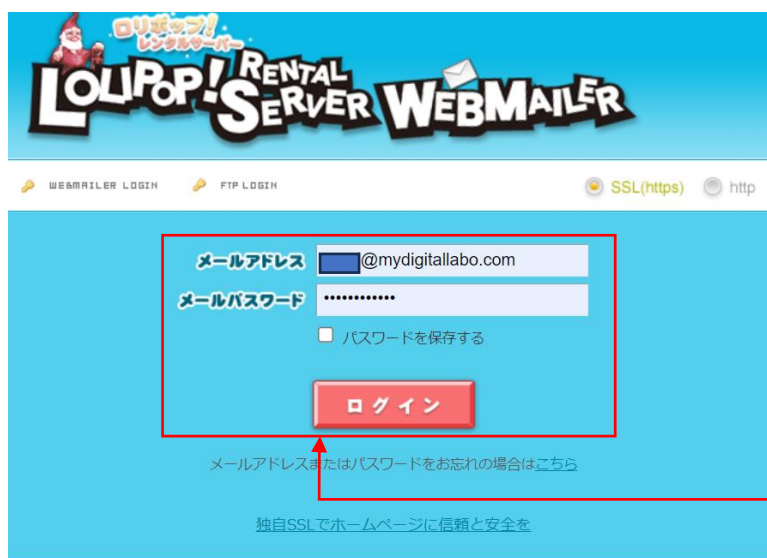 ロリポップ!
レンタルサーバー
LOLIPOP! RENTAL SERVER WEBMAILER
WEBMAILER LOGIN FTP LOGIN SSL(https) http
メールアドレス @mydigitallabo.com
メールパスワード ••••••••••••
パスワードを保存する
ログイン
メールアドレスまたはパスワードをお忘れの場合はこちら
独自SSLでホームページに信頼と安全を